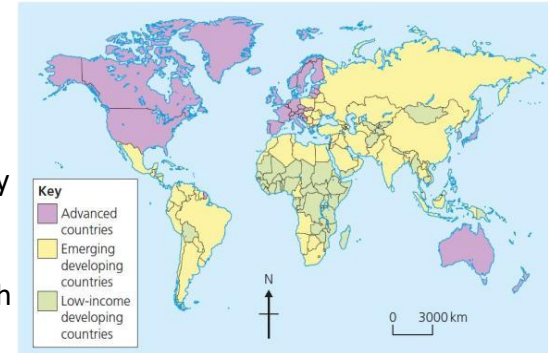 y
h
Key
Advanced
countries
Emerging
developing
countries
Low-income
developing
countries
N
0 3000 km